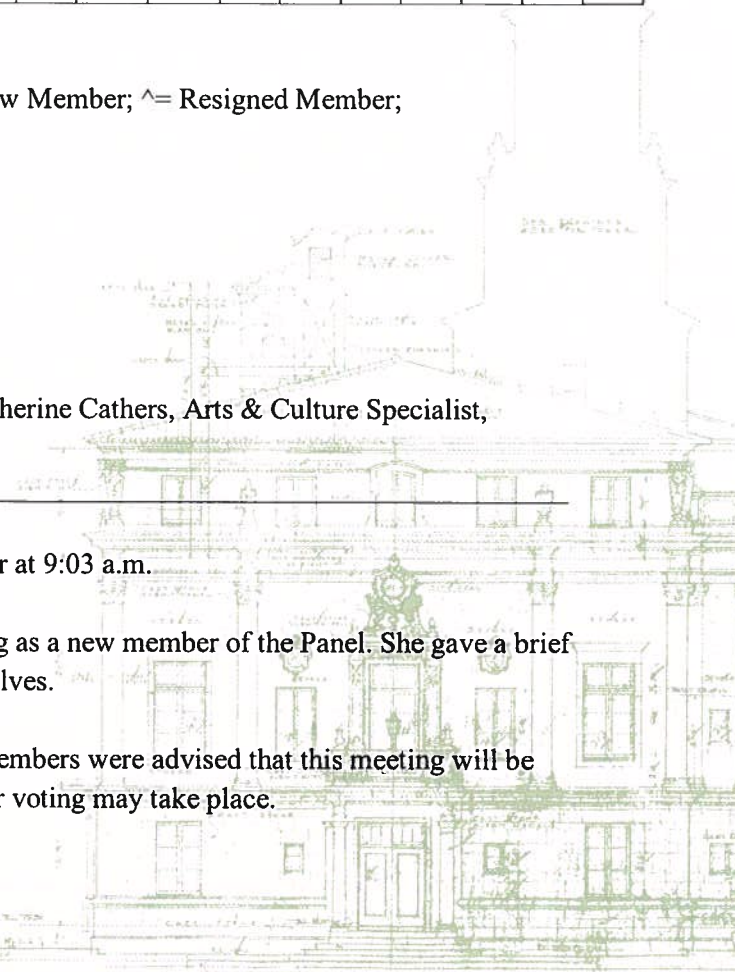 w Member; ^= Resigned Member;
herine Cathers, Arts & Culture Specialist,
r at 9:03 a.m.
g as a new member of the Panel. She gave a brief
lves.
embers were advised that this meeting will be
r voting may take place.